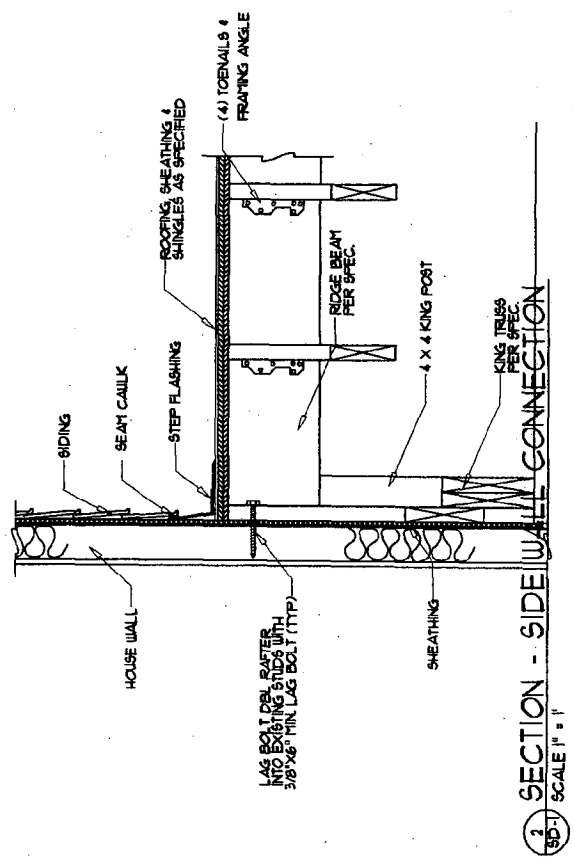 HOUSE WALL
SIDING
SEAM CAULK
STEP FLASHING
ROOFING, SHEATHING &
SHINGLES AS SPECIFIED
(4) TOENAILS &
FRAMING ANGLE
LAG BOLT DBL RAFTER
INTO EXISTING STUDS WITH
3/8"X6" MIN. LAG BOLT (TYP)
RIDGE BEAM
PER SPEC.
4 X 4 KING POST
SHEATHING
KING TRUSS
PER SPEC.
2
SD-1
SECTION - SIDE WALL CONNECTION
SCALE 1" = 1'